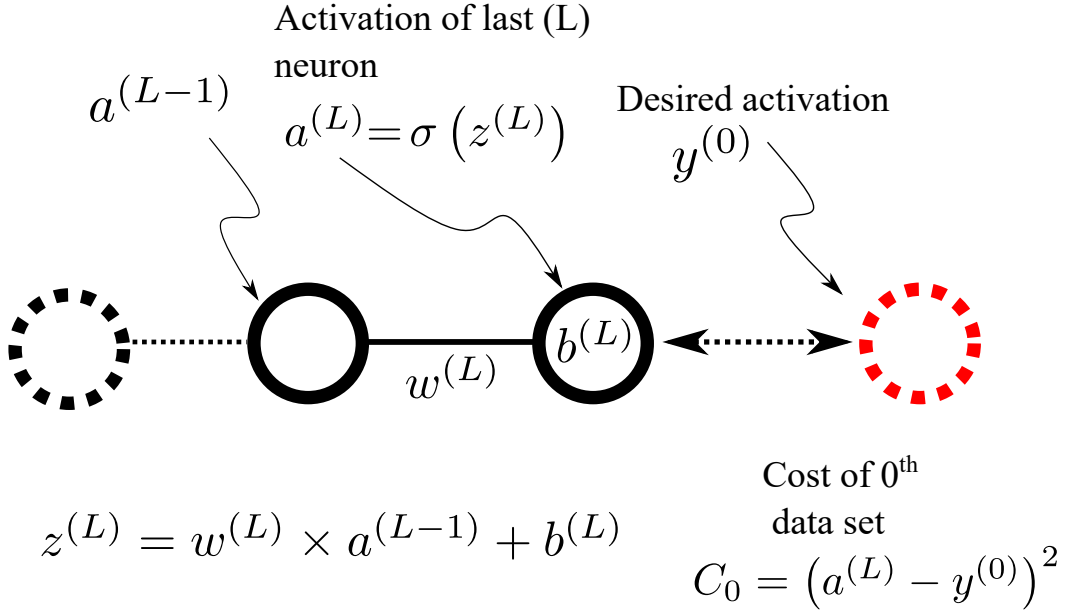 Activation of last (L)
neuron
a^{(L-1)}
a^{(L)} = σ (z^{(L)})
Desired activation
y^{(0)}
b^{(L)}
w^{(L)}
Cost of 0^{th}
data set
z^{(L)} = w^{(L)} × a^{(L-1)} + b^{(L)}
C_0 = (a^{(L)} − y^{(0)})^2